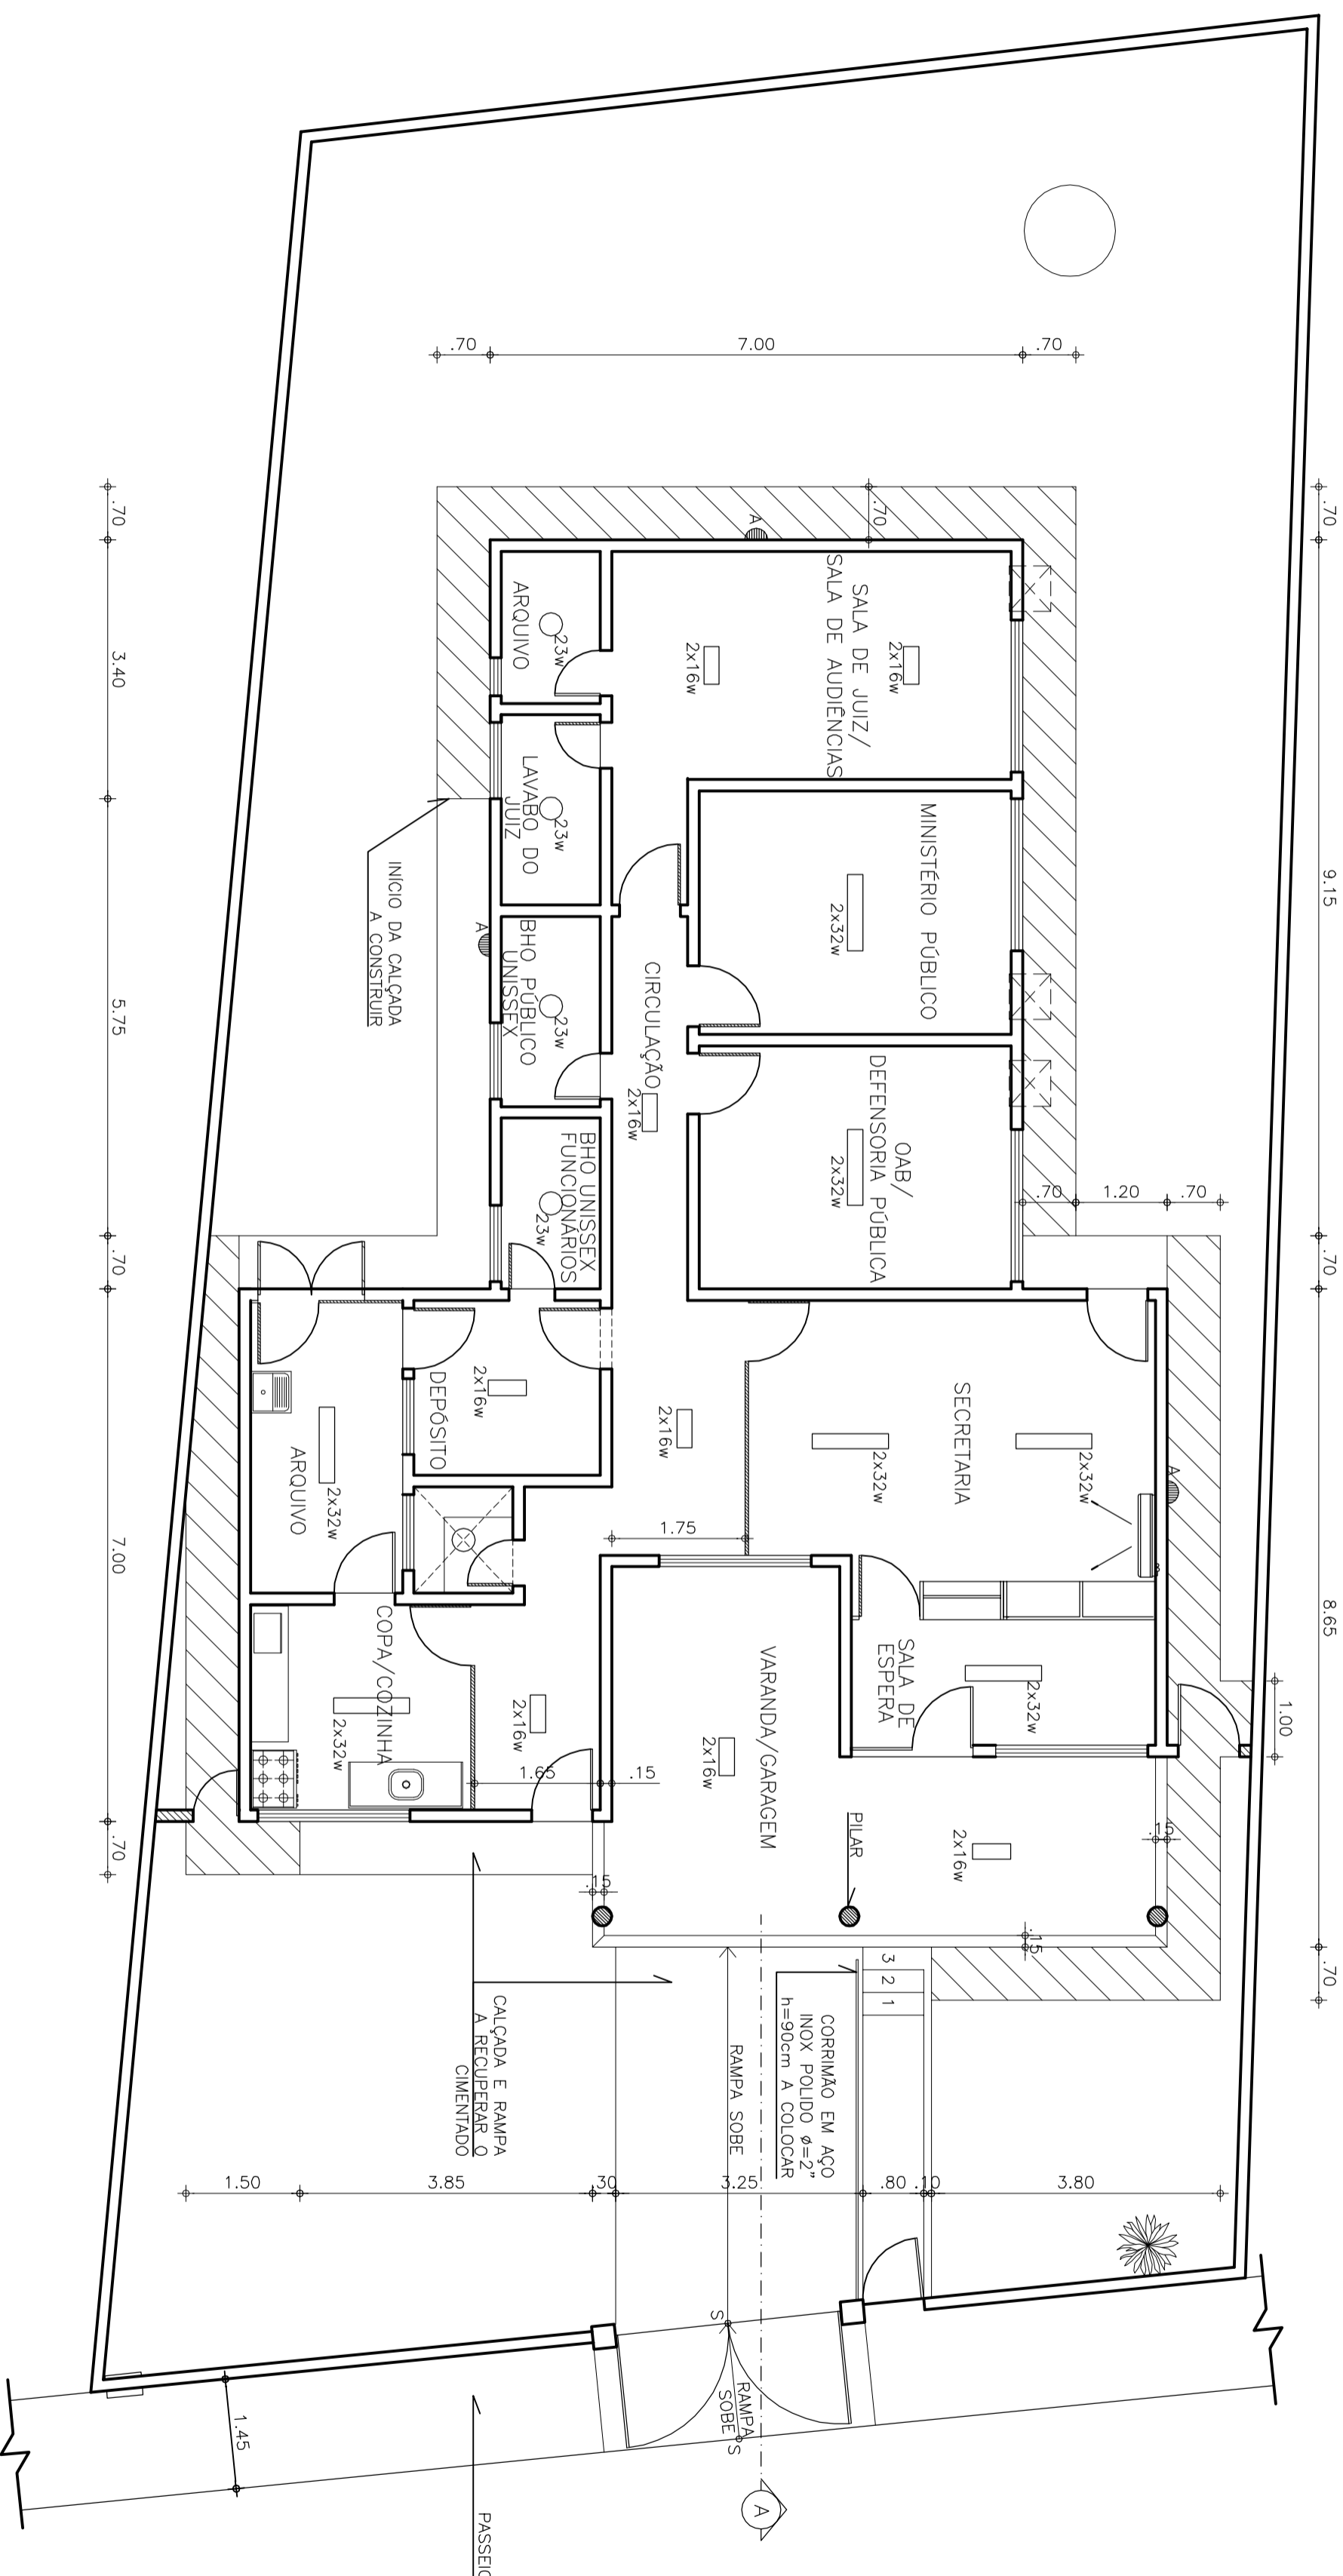 .70
9.15
.70
8.65
.70
.70
7.00
.70
.70
A
SALA DE JUIZ/
SALA DE AUDIÊNCIAS
2x16w
2x16w
ARQUIVO
23w
LAVABO DO
JUIZ
23w
MINISTÉRIO PÚBLICO
2x32w
BHO PÚBLICO
UNISSEX
23w
A
CIRCULAÇÃO
2x16w
OAB/
DEFENSORIA PÚBLICA
2x32w
BHO UNISSEX
FUNCIONÁRIOS
23w
INÍCIO DA CALÇADA
A CONSTRUIR
.70
1.20
.70
SECRETARIA
2x32w
2x32w
A
2x16w
1.75
DEPÓSITO
2x16w
ARQUIVO
2x32w
SALA DE
ESPERA
2x32w
1.00
VARANDA/GARAGEM
2x16w
2x16w
COPA/COZINHA
2x32w
2x16w
1.65
.15
.15
.15
.15
PILAR
3
2
1
CORRIMÃO EM AÇO
INOX POLIDO ø=2"
h=90cm A COLOCAR
RAMPA SOBE
CALÇADA E RAMPA
A RECUPERAR O
CIMENTADO
1.50
3.85
.30
3.25
.80
.10
3.80
S
RAMPA
SOBE
S
A
1.45
PASSEIO
.70
3.40
5.75
.70
7.00
.70